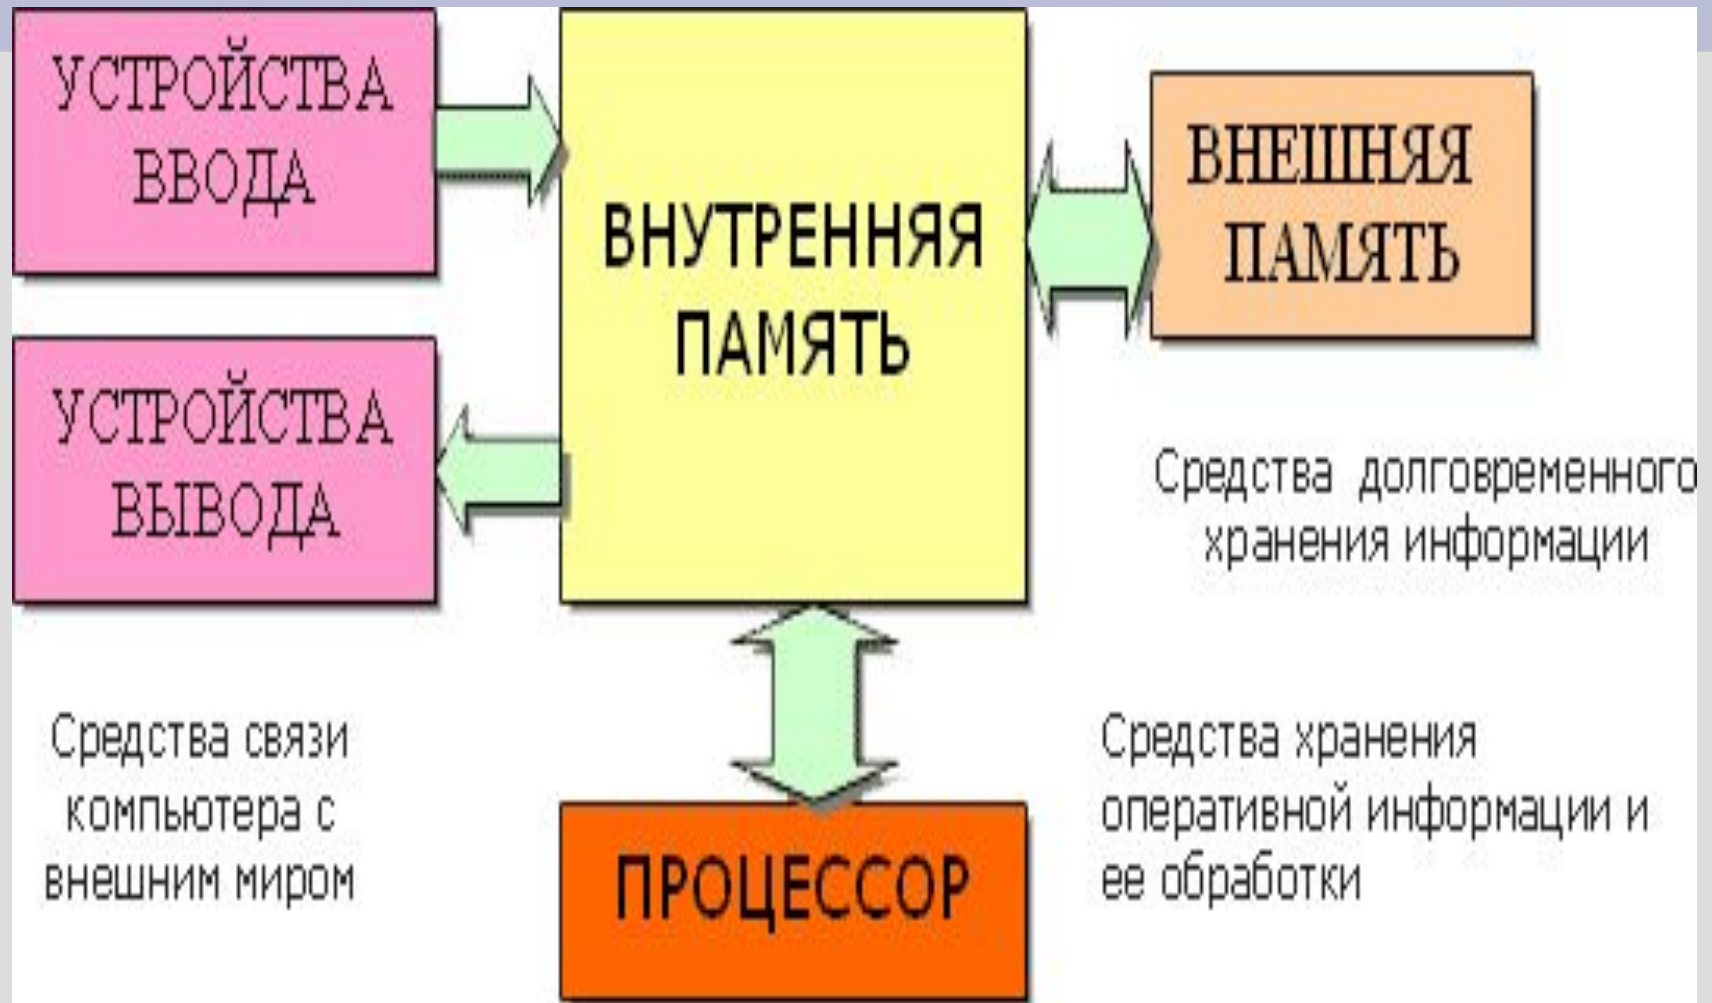 УСТРОЙСТВА
ВВОДА
ВНУТРЕННЯЯ
ПАМЯТЬ
ВНЕШНЯЯ
ПАМЯТЬ
УСТРОЙСТВА
ВЫВОДА
Средства долговременного
хранения информации
Средства связи
компьютера с
внешним миром
ПРОЦЕССОР
Средства хранения
оперативной информации и
ее обработки